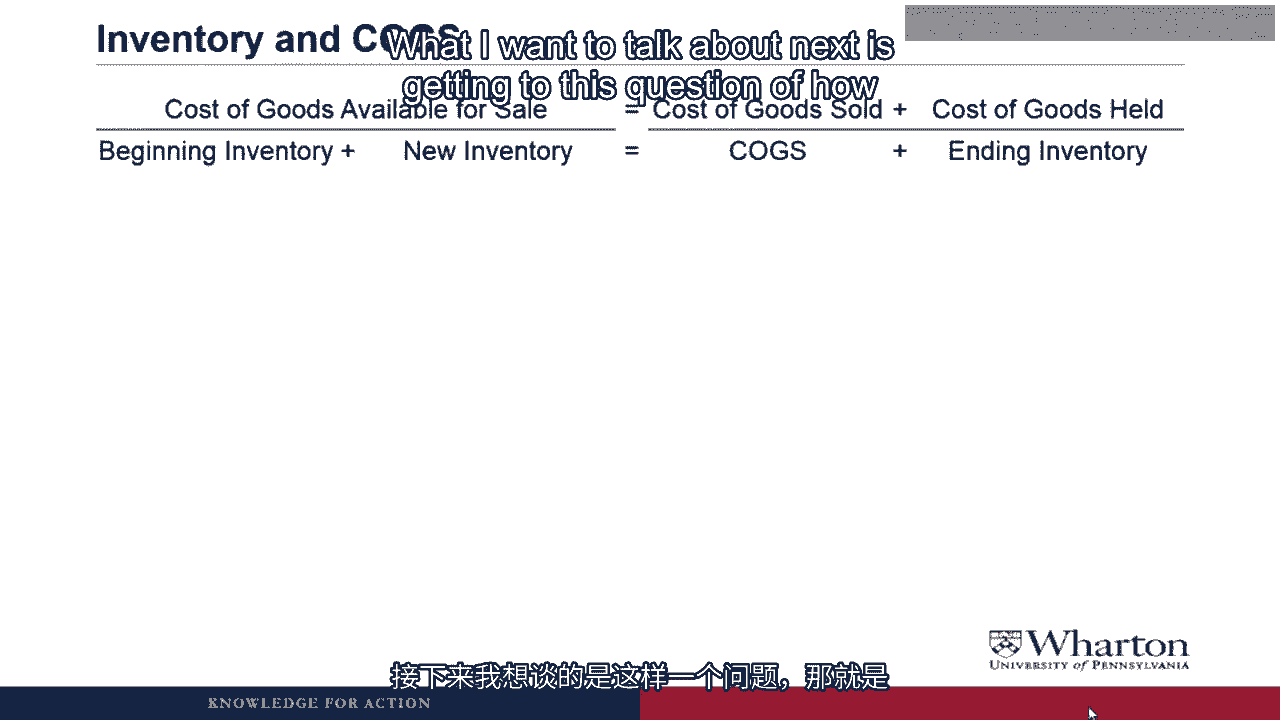 Inventory and COGS
What I want to talk about next is
getting to this question of how
Cost of Goods Available for Sale = Cost of Goods Sold + Cost of Goods Held
Beginning Inventory + New Inventory = COGS + Ending Inventory
Wharton
UNIVERSITY of PENNSYLVANIA
接下来我想谈的是这样一个问题，那就是
KNOWLEDGE FOR ACTION